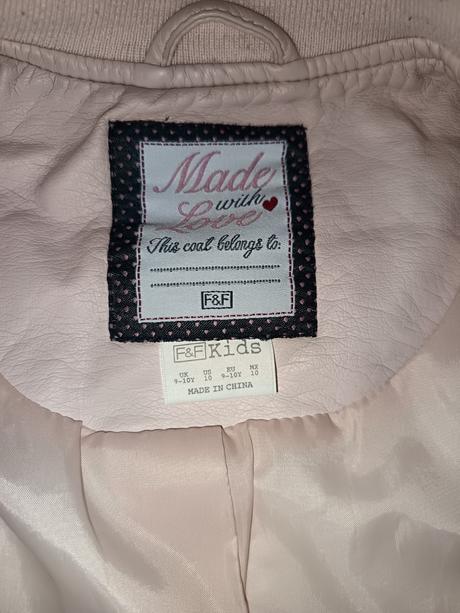 Made
with
Love
This coat belongs to:
F&F
F&F Kids
UK US RU MX
9-10Y 10 9-10Y 10
MADE IN CHINA